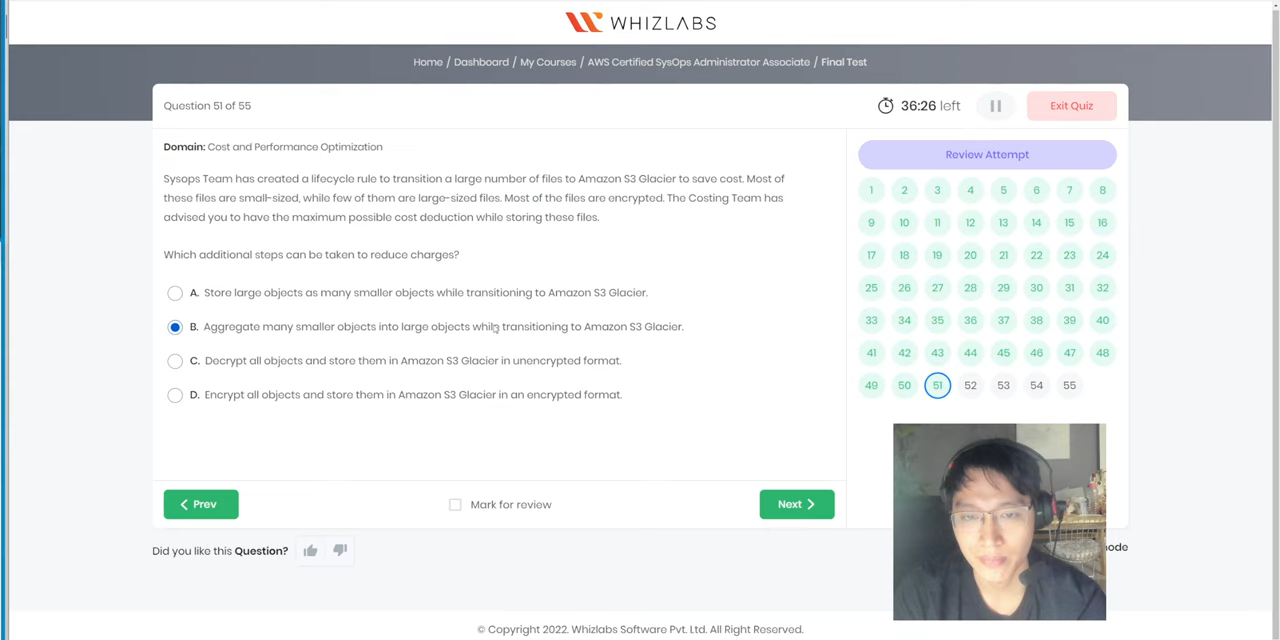 WHIZLABS
Home / Dashboard / My Courses / AWS Certified SysOps Administrator Associate / Final Test
Question 51 of 55
36:26 left
Exit Quiz
Domain: Cost and Performance Optimization
Sysops Team has created a lifecycle rule to transition a large number of files to Amazon S3 Glacier to save cost. Most of
these files are small-sized, while few of them are large-sized files. Most of the files are encrypted. The Costing Team has
advised you to have the maximum possible cost deduction while storing these files.
Which additional steps can be taken to reduce charges?
A. Store large objects as many smaller objects while transitioning to Amazon S3 Glacier.
B. Aggregate many smaller objects into large objects while transitioning to Amazon S3 Glacier.
C. Decrypt all objects and store them in Amazon S3 Glacier in unencrypted format.
D. Encrypt all objects and store them in Amazon S3 Glacier in an encrypted format.
Prev
Mark for review
Next
Did you like this Question?
Review Attempt
1 2 3 4 5 6 7 8
9 10 11 12 13 14 15 16
17 18 19 20 21 22 23 24
25 26 27 28 29 30 31 32
33 34 35 36 37 38 39 40
41 42 43 44 45 46 47 48
49 50 51 52 53 54 55
© Copyright 2022. Whizlabs Software Pvt. Ltd. All Right Reserved.